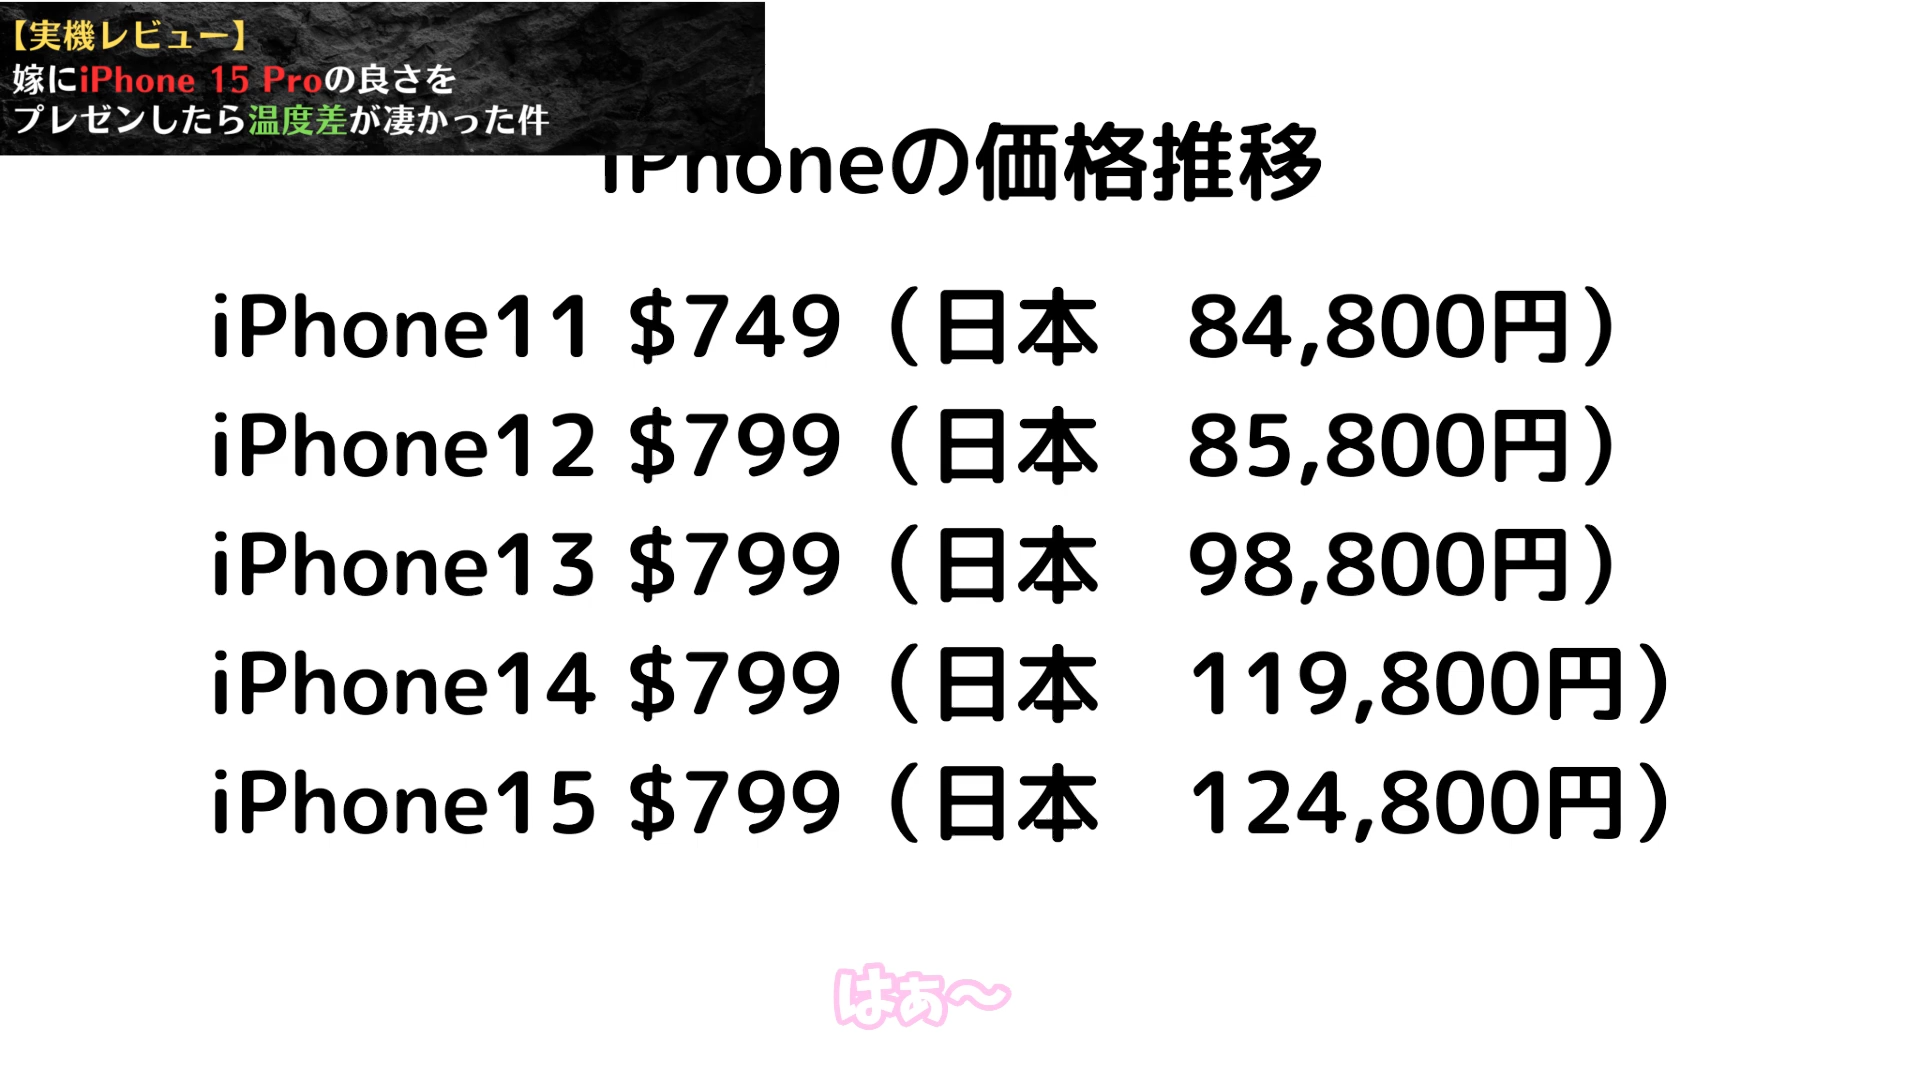 【実機レビュー】
嫁にiPhone 15 Proの良さを
プレゼンしたら温度差が凄かった件
iPhoneの価格推移
iPhone11 $749（日本　84,800円）
iPhone12 $799（日本　85,800円）
iPhone13 $799（日本　98,800円）
iPhone14 $799（日本　119,800円）
iPhone15 $799（日本　124,800円）
はぁ〜